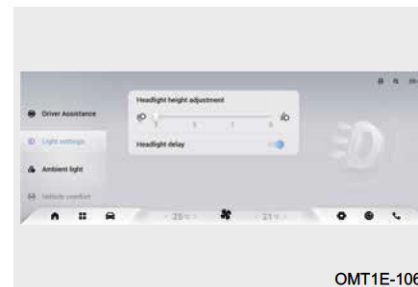 Headlight height adjustment
Driver Assistance
Light settings
Headlight delay
Ambient light
Vehicle comfort
OMT1E-106